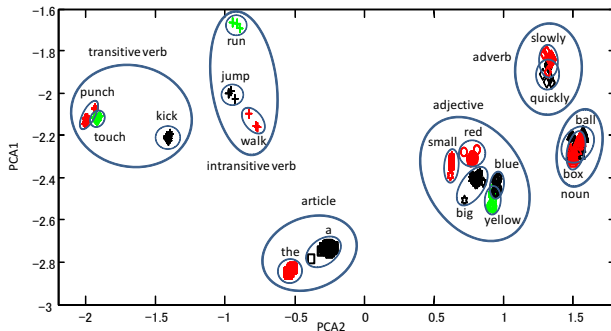 −1.6
−1.8
−2
−2.2
−2.4
−2.6
−2.8
−3
PCA1
transitive verb
punch
touch
kick
run
jump
walk
intransitive verb
article
the
a
adverb
slowly
quickly
adjective
small
red
blue
big
yellow
ball
box
noun
−2
−1.5
−1
−0.5
0
0.5
1
1.5
PCA2